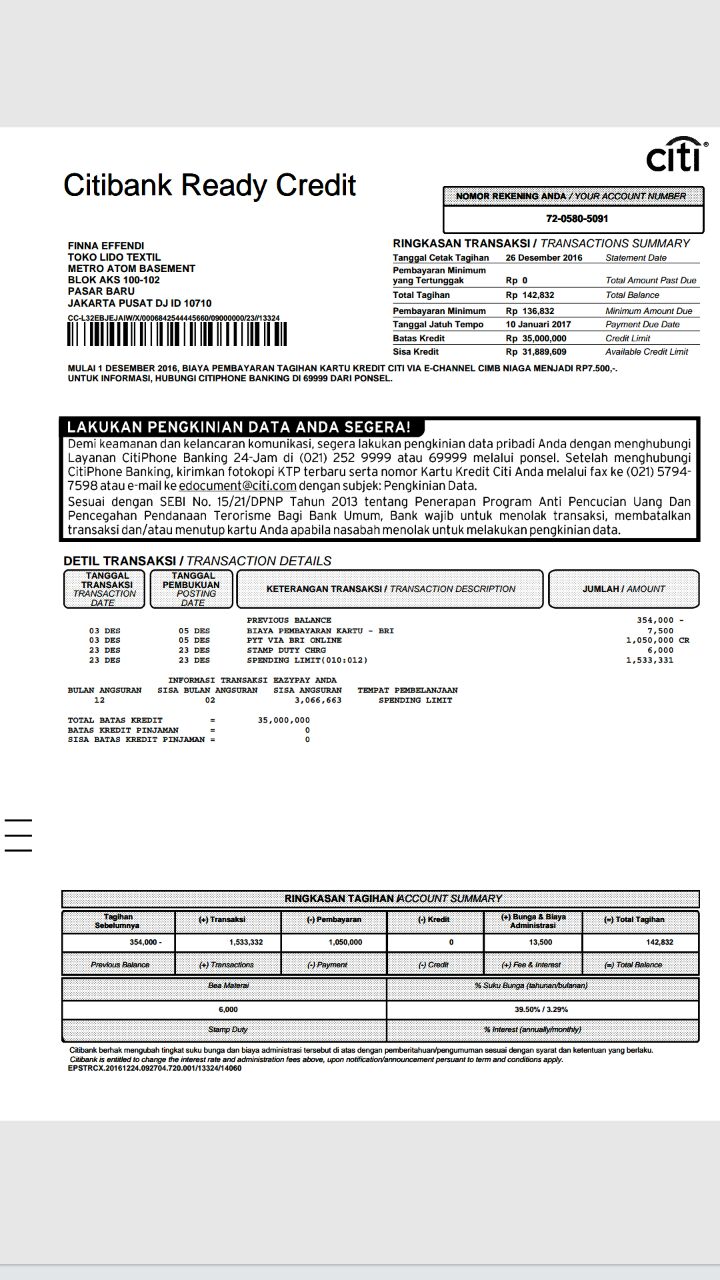 citi®
Citibank Ready Credit
NOMOR REKENING ANDA / YOUR ACCOUNT NUMBER
72-0580-5091
FINNA EFFENDI
TOKO LIDO TEXTIL
METRO ATOM BASEMENT
BLOK AKS 100-102
PASAR BARU
JAKARTA PUSAT DJ ID 10710
CC-L32EBJEJAIW/X/0006842544445660/09000000/23//13324
RINGKASAN TRANSAKSI / TRANSACTIONS SUMMARY
Tanggal Cetak Tagihan 26 Desember 2016 Statement Date
Pembayaran Minimum
yang Tertunggak Rp 0 Total Amount Past Due
Total Tagihan Rp 142,832 Total Balance
Pembayaran Minimum Rp 136,832 Minimum Amount Due
Tanggal Jatuh Tempo 10 Januari 2017 Payment Due Date
Batas Kredit Rp 35,000,000 Credit Limit
Sisa Kredit Rp 31,889,609 Available Credit Limit
MULAI 1 DESEMBER 2016, BIAYA PEMBAYARAN TAGIHAN KARTU KREDIT CITI VIA E-CHANNEL CIMB NIAGA MENJADI RP7.500,-.
UNTUK INFORMASI, HUBUNGI CITIPHONE BANKING DI 69999 DARI PONSEL.
LAKUKAN PENGKINIAN DATA ANDA SEGERA!
Demi keamanan dan kelancaran komunikasi, segera lakukan pengkinian data pribadi Anda dengan menghubungi
Layanan CitiPhone Banking 24-Jam di (021) 252 9999 atau 69999 melalui ponsel. Setelah menghubungi
CitiPhone Banking, kirimkan fotokopi KTP terbaru serta nomor Kartu Kredit Citi Anda melalui fax ke (021) 5794-
7598 atau e-mail ke edocument@citi.com dengan subjek: Pengkinian Data.
Sesuai dengan SEBI No. 15/21/DPNP Tahun 2013 tentang Penerapan Program Anti Pencucian Uang Dan
Pencegahan Pendanaan Terorisme Bagi Bank Umum, Bank wajib untuk menolak transaksi, membatalkan
transaksi dan/atau menutup kartu Anda apabila nasabah menolak untuk melakukan pengkinian data.
DETIL TRANSAKSI / TRANSACTION DETAILS
TANGGAL TRANSAKSI TRANSACTION DATE
TANGGAL PEMBUKUAN POSTING DATE
KETERANGAN TRANSAKSI / TRANSACTION DESCRIPTION
JUMLAH / AMOUNT
PREVIOUS BALANCE 354,000 -
03 DES 05 DES BIAYA PEMBAYARAN KARTU - BRI 7,500
03 DES 05 DES PYT VIA BRI ONLINE 1,050,000 CR
23 DES 23 DES STAMP DUTY CHRG 6,000
23 DES 23 DES SPENDING LIMIT(010:012) 1,533,331
INFORMASI TRANSAKSI EAZYPAY ANDA
BULAN ANGSURAN SISA BULAN ANGSURAN SISA ANGSURAN TEMPAT PEMBELANJAAN
12 02 3,066,663 SPENDING LIMIT
TOTAL BATAS KREDIT = 35,000,000
BATAS KREDIT PINJAMAN = 0
SISA BATAS KREDIT PINJAMAN = 0
RINGKASAN TAGIHAN /ACCOUNT SUMMARY
Tagihan Sebelumnya (+) Transaksi (-) Pembayaran (-) Kredit (+) Bunga & Biaya Administrasi (=) Total Tagihan
354,000 - 1,533,332 1,050,000 0 13,500 142,832
Previous Balance (+) Transactions (-) Payment (-) Credit (+) Fee & Interest (=) Total Balance
Bea Materai % Suku Bunga (tahunan/bulanan)
6,000 39.50% / 3.29%
Stamp Duty % Interest (annually/monthly)
Citibank berhak mengubah tingkat suku bunga dan biaya administrasi tersebut di atas dengan pemberitahuan/pengumuman sesuai dengan syarat dan ketentuan yang berlaku.
Citibank is entitled to change the interest rate and administration fees above, upon notification/announcement persuant to term and conditions apply.
EPSTRCX.20161224.092704.720.001/13324/14060